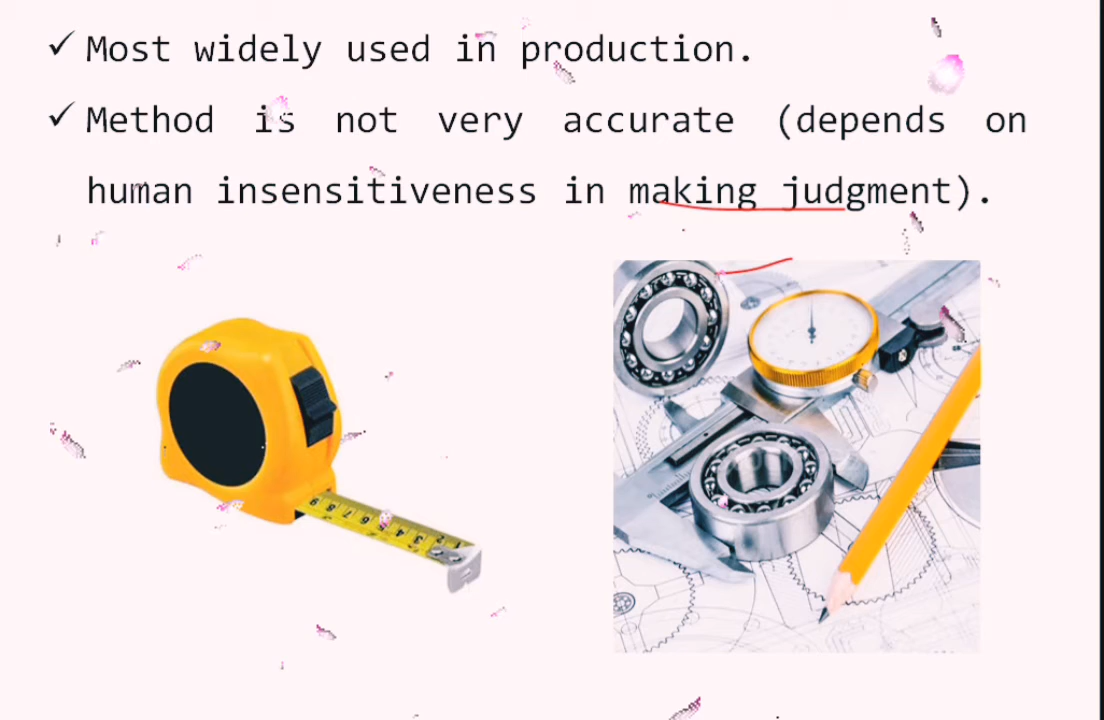 ✓ Most widely used in production.
✓ Method is not very accurate (depends on
human insensitiveness in making judgment).